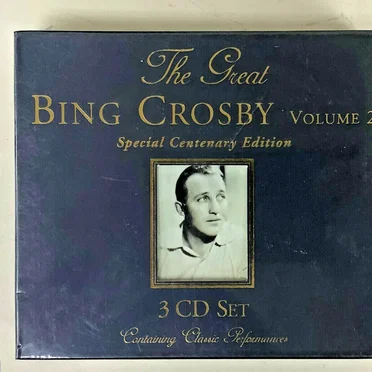 The Great
BING CROSBY VOLUME 2
Special Centenary Edition
3 CD SET
Containing Classic Performances